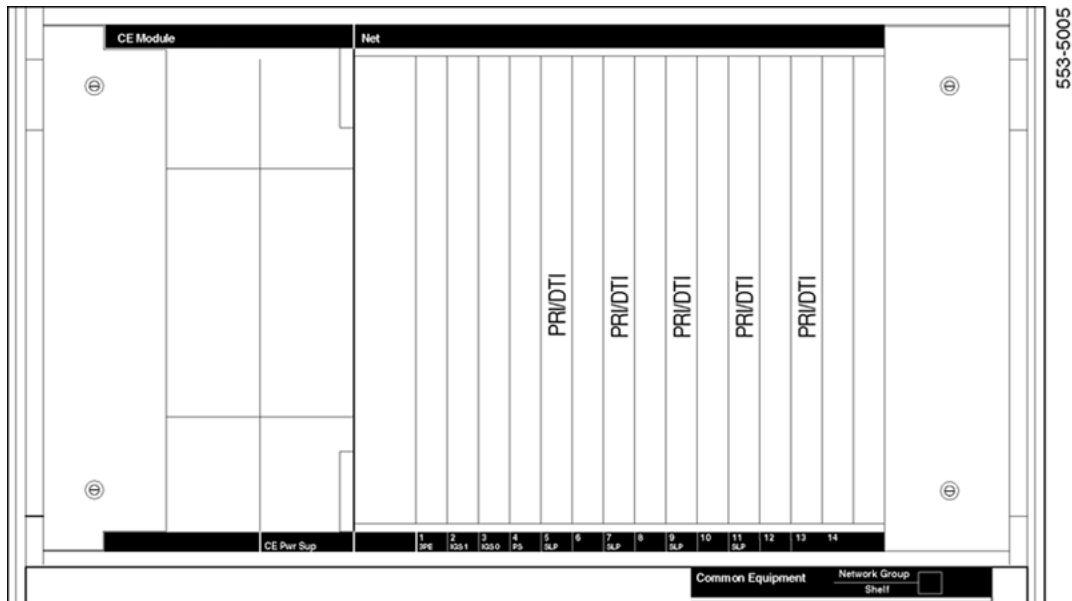 553-5005
CE Module
Net
PRI/DTI
PRI/DTI
PRI/DTI
PRI/DTI
PRI/DTI
CE Pwr Sup
1 2 3 4 5 6 7 8 9 10 11 12 13 14
3PE IGS 1 IGS 0 PS SLP SLP SLP SLP
Common Equipment
Network Group
Shelf